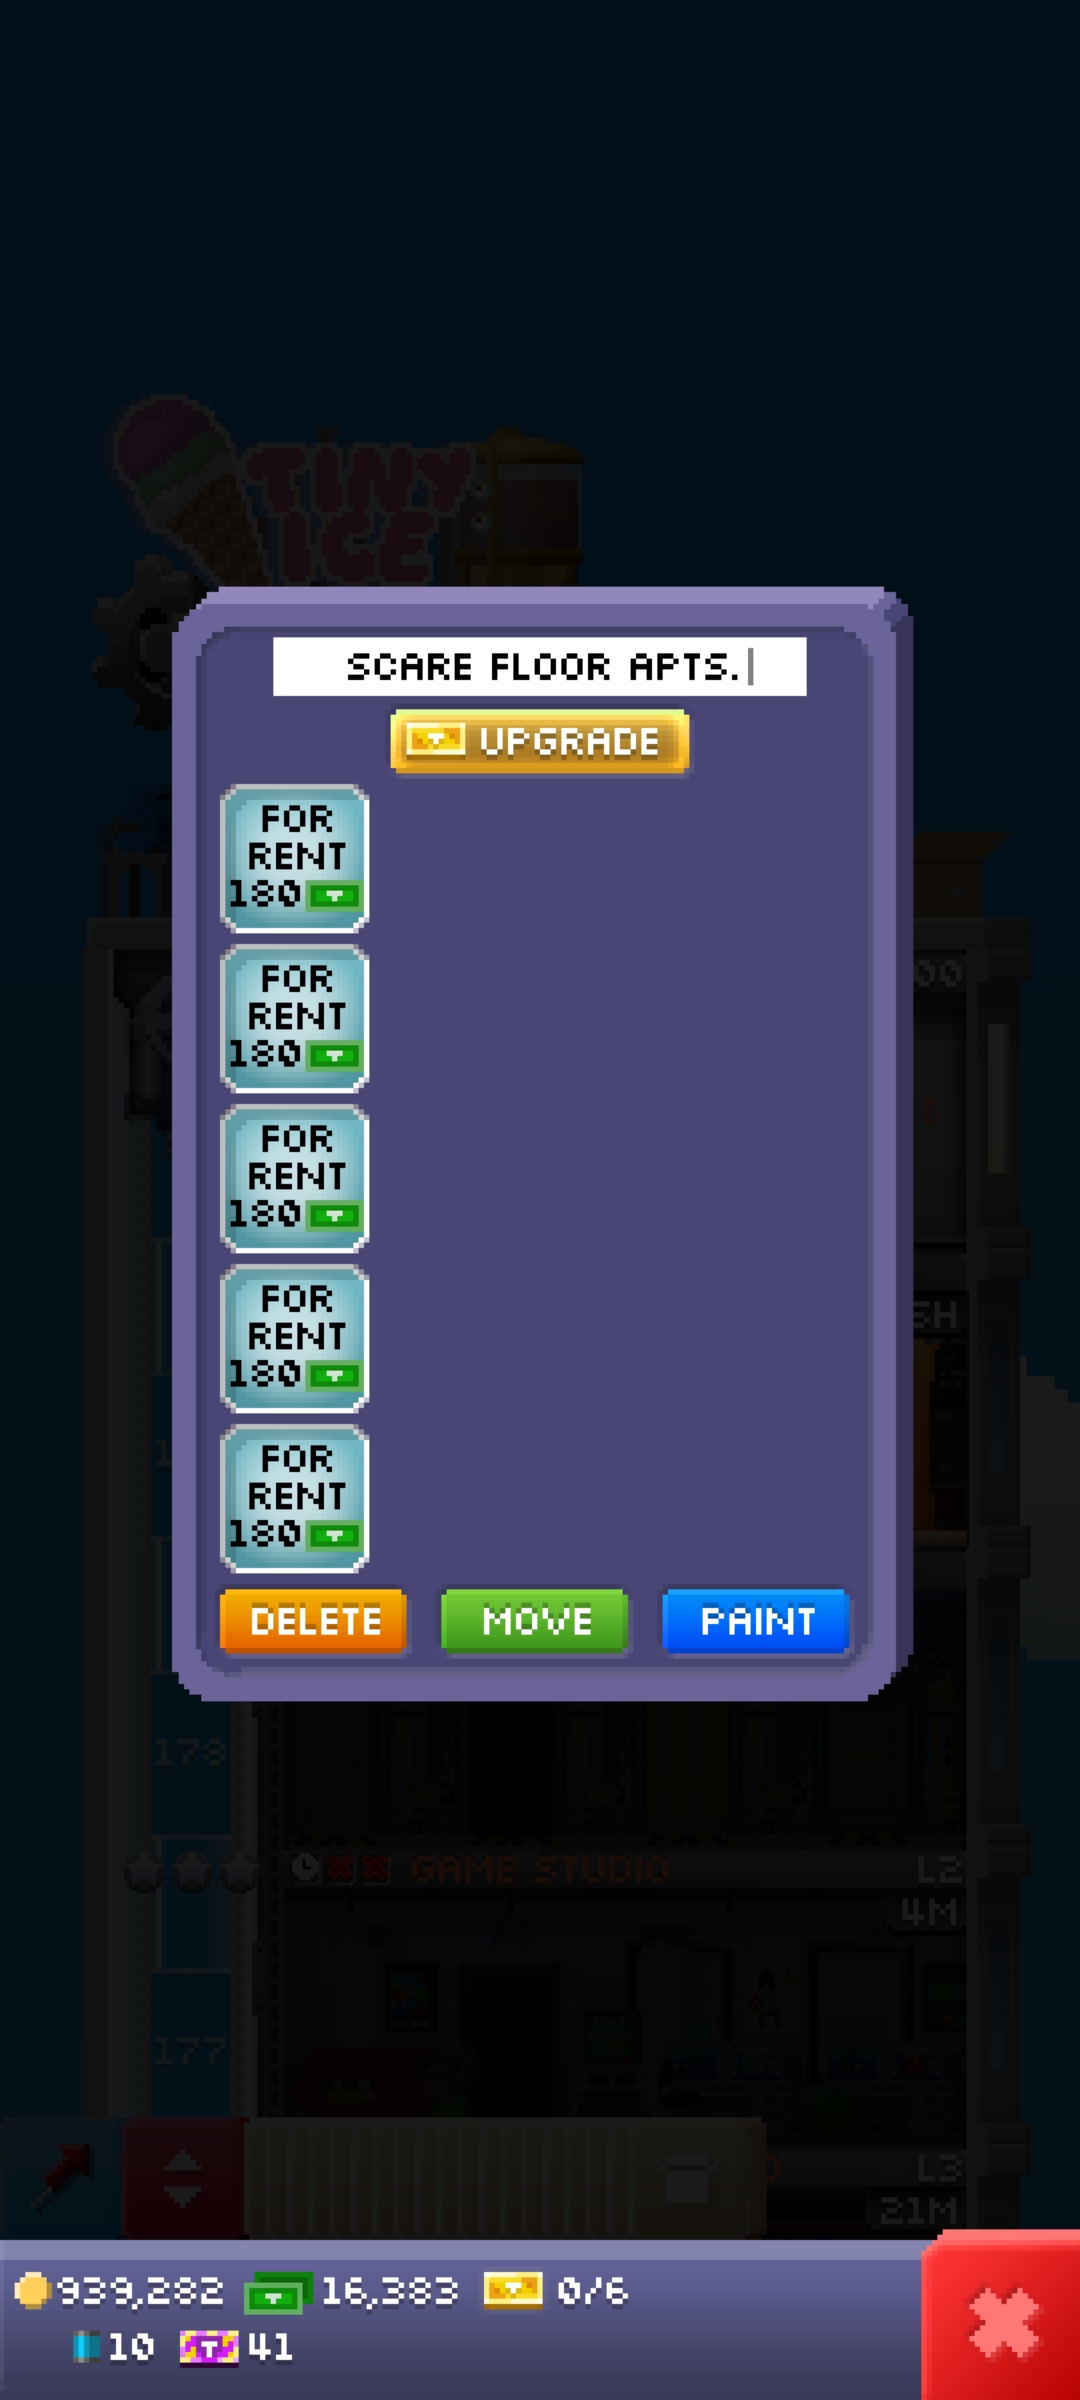 TINY
ICE
SCARE FLOOR APTS.
UPGRADE
FOR
RENT
180
FOR
RENT
180
FOR
RENT
180
FOR
RENT
180
FOR
RENT
180
DELETE MOVE PAINT
178
GAME STUDIO L2
4M
177
L3
21M
939,282 16,383 0/6
10 41